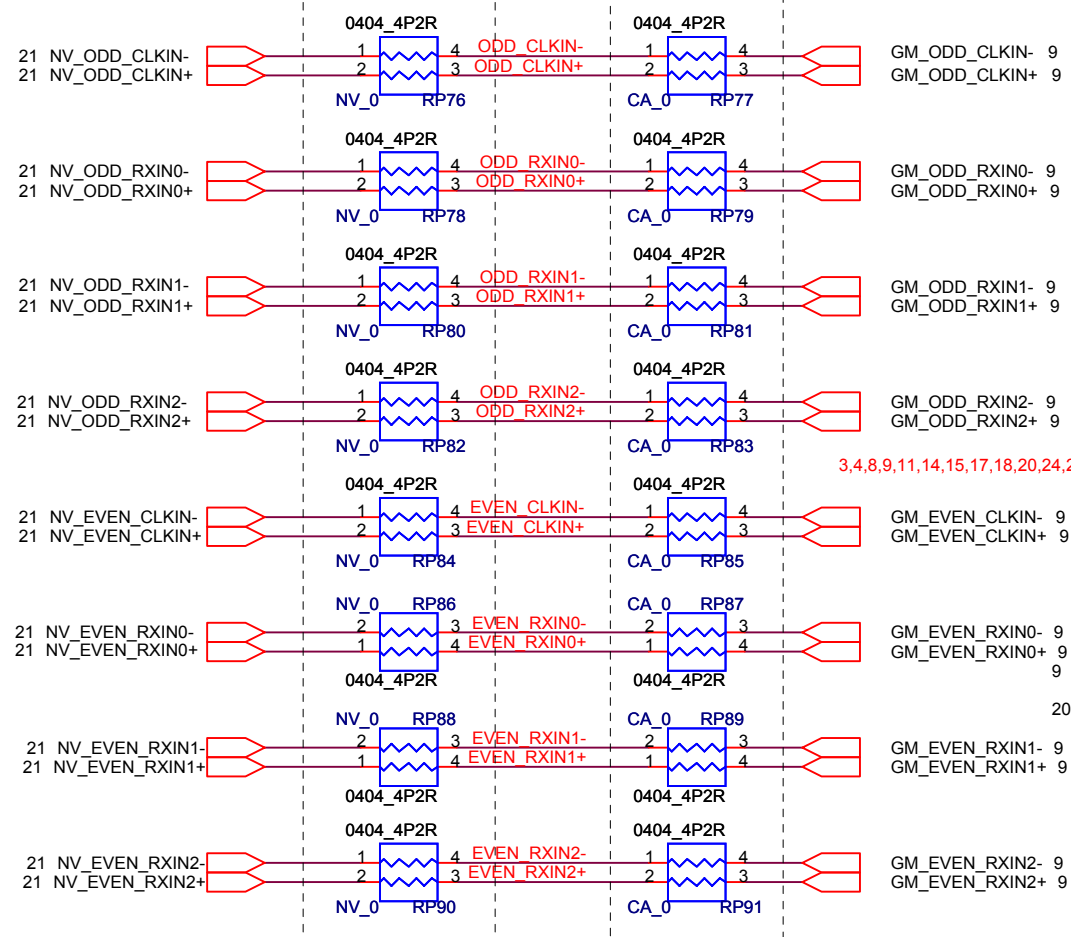 0404_4P2R 0404_4P2R
21 NV_ODD_CLKIN- 1 4 ODD_CLKIN- 1 4 GM_ODD_CLKIN- 9
21 NV_ODD_CLKIN+ 2 3 ODD_CLKIN+ 2 3 GM_ODD_CLKIN+ 9
NV_0 RP76 CA_0 RP77
0404_4P2R 0404_4P2R
21 NV_ODD_RXIN0- 1 4 ODD_RXIN0- 1 4 GM_ODD_RXIN0- 9
21 NV_ODD_RXIN0+ 2 3 ODD_RXIN0+ 2 3 GM_ODD_RXIN0+ 9
NV_0 RP78 CA_0 RP79
0404_4P2R 0404_4P2R
21 NV_ODD_RXIN1- 1 4 ODD_RXIN1- 1 4 GM_ODD_RXIN1- 9
21 NV_ODD_RXIN1+ 2 3 ODD_RXIN1+ 2 3 GM_ODD_RXIN1+ 9
NV_0 RP80 CA_0 RP81
0404_4P2R 0404_4P2R
21 NV_ODD_RXIN2- 1 4 ODD_RXIN2- 1 4 GM_ODD_RXIN2- 9
21 NV_ODD_RXIN2+ 2 3 ODD_RXIN2+ 2 3 GM_ODD_RXIN2+ 9
NV_0 RP82 CA_0 RP83
3,4,8,9,11,14,15,17,18,20,24,2
0404_4P2R 0404_4P2R
21 NV_EVEN_CLKIN- 1 4 EVEN_CLKIN- 1 4 GM_EVEN_CLKIN- 9
21 NV_EVEN_CLKIN+ 2 3 EVEN_CLKIN+ 2 3 GM_EVEN_CLKIN+ 9
NV_0 RP84 CA_0 RP85
NV_0 RP86 CA_0 RP87
21 NV_EVEN_RXIN0- 2 3 EVEN_RXIN0- 2 3 GM_EVEN_RXIN0- 9
21 NV_EVEN_RXIN0+ 1 4 EVEN_RXIN0+ 1 4 GM_EVEN_RXIN0+ 9
9
0404_4P2R 0404_4P2R
20
NV_0 RP88 CA_0 RP89
21 NV_EVEN_RXIN1- 2 3 EVEN_RXIN1- 2 3 GM_EVEN_RXIN1- 9
21 NV_EVEN_RXIN1+ 1 4 EVEN_RXIN1+ 1 4 GM_EVEN_RXIN1+ 9
0404_4P2R 0404_4P2R
0404_4P2R 0404_4P2R
21 NV_EVEN_RXIN2- 1 4 EVEN_RXIN2- 1 4 GM_EVEN_RXIN2- 9
21 NV_EVEN_RXIN2+ 2 3 EVEN_RXIN2+ 2 3 GM_EVEN_RXIN2+ 9
NV_0 RP90 CA_0 RP91